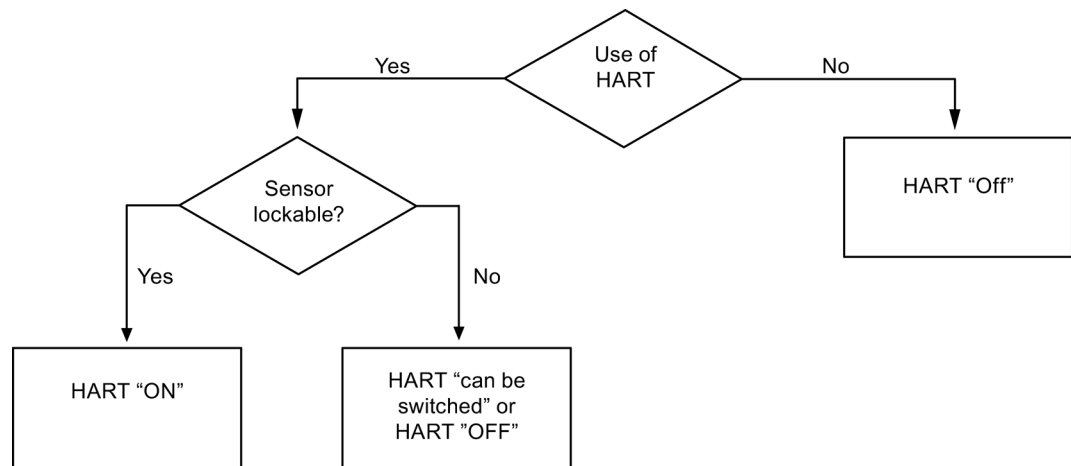 Use of
HART
Yes
No
Sensor
lockable?
HART “Off”
Yes
No
HART “ON”
HART “can be
switched” or
HART ”OFF”